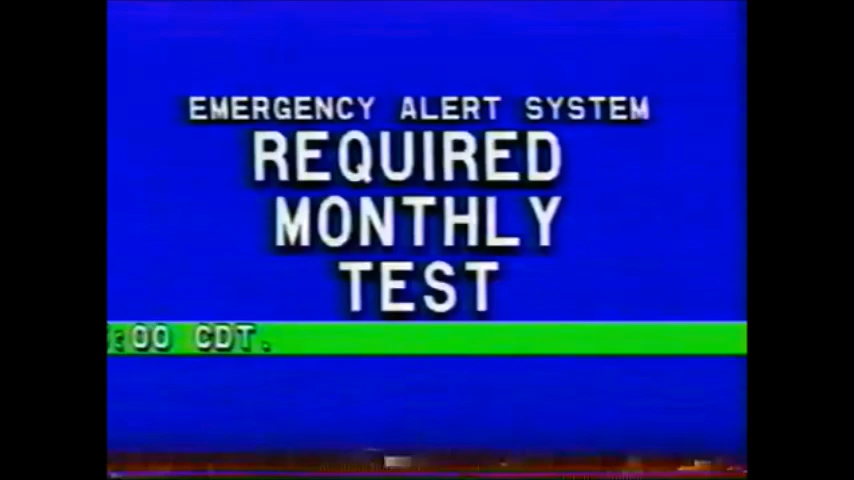 EMERGENCY ALERT SYSTEM
REQUIRED
MONTHLY
TEST
:00 CDT.